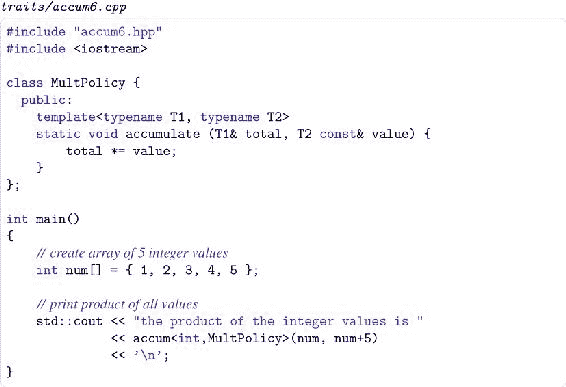 traits/accum6.cpp
#include "accum6.hpp"
#include <iostream>
class MultPolicy {
  public:
    template<typename T1, typename T2>
    static void accumulate (T1& total, T2 const& value) {
        total *= value;
    }
};
int main()
{
    // create array of 5 integer values
    int num[] = { 1, 2, 3, 4, 5 };
    // print product of all values
    std::cout << "the product of the integer values is "
              << accum<int,MultPolicy>(num, num+5)
              << '\n';
}